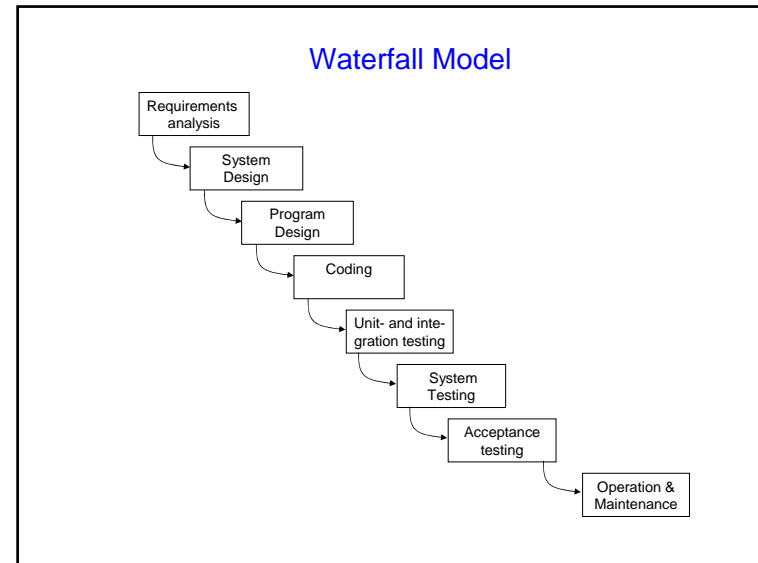 Waterfall Model
Requirements
analysis
System
Design
Program
Design
Coding
Unit- and inte-
gration testing
System
Testing
Acceptance
testing
Operation &
Maintenance